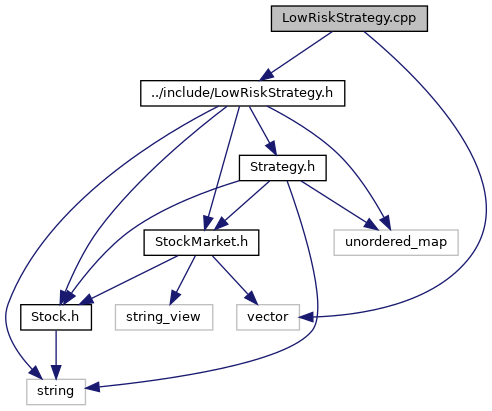 LowRiskStrategy.cpp
../include/LowRiskStrategy.h
Strategy.h
StockMarket.h
unordered_map
Stock.h
string_view
vector
string